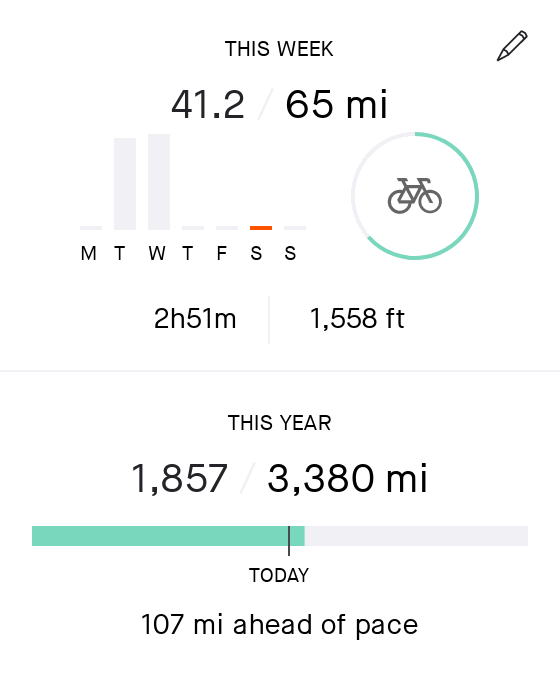 THIS WEEK
41.2 / 65 mi
M T W T F S S
2h51m 1,558 ft
THIS YEAR
1,857 / 3,380 mi
TODAY
107 mi ahead of pace